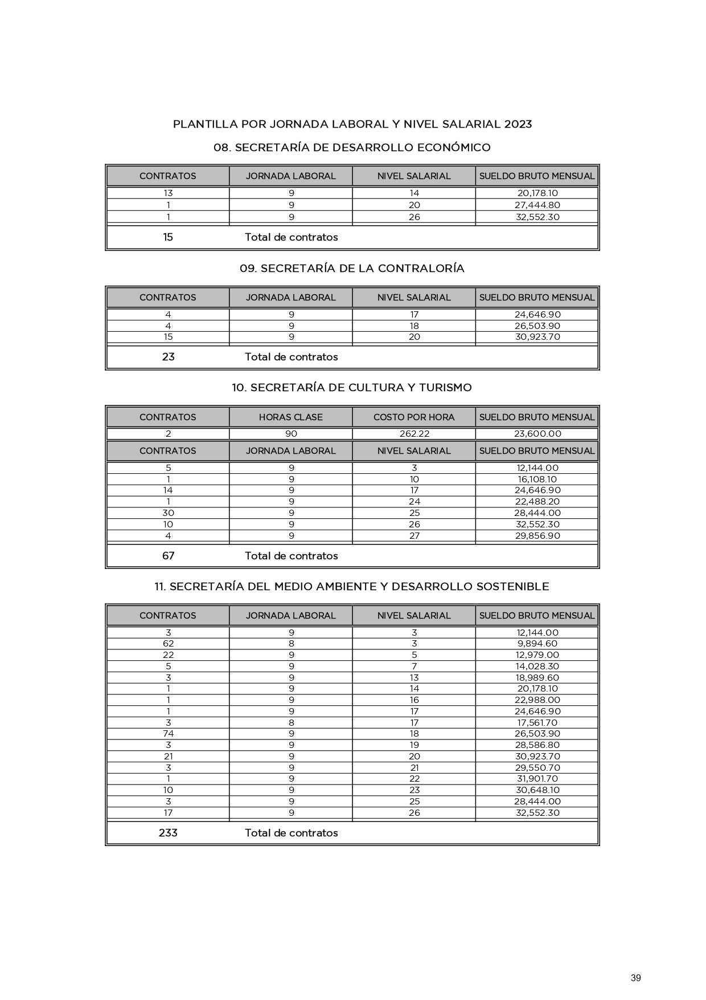 PLANTILLA POR JORNADA LABORAL Y NIVEL SALARIAL 2023
08. SECRETARÍA DE DESARROLLO ECONÓMICO
CONTRATOS JORNADA LABORAL NIVEL SALARIAL SUELDO BRUTO MENSUAL
13 9 14 20,178.10
1 9 20 27,444.80
1 9 26 32,552.30
15 Total de contratos
09. SECRETARÍA DE LA CONTRALORÍA
CONTRATOS JORNADA LABORAL NIVEL SALARIAL SUELDO BRUTO MENSUAL
4 9 17 24,646.90
4 9 18 26,503.90
15 9 20 30,923.70
23 Total de contratos
10. SECRETARÍA DE CULTURA Y TURISMO
CONTRATOS HORAS CLASE COSTO POR HORA SUELDO BRUTO MENSUAL
2 90 262.22 23,600.00
CONTRATOS JORNADA LABORAL NIVEL SALARIAL SUELDO BRUTO MENSUAL
5 9 3 12,144.00
1 9 10 16,108.10
14 9 17 24,646.90
1 9 24 22,488.20
30 9 25 28,444.00
10 9 26 32,552.30
4 9 27 29,856.90
67 Total de contratos
11. SECRETARÍA DEL MEDIO AMBIENTE Y DESARROLLO SOSTENIBLE
CONTRATOS JORNADA LABORAL NIVEL SALARIAL SUELDO BRUTO MENSUAL
3 9 3 12,144.00
62 8 3 9,894.60
22 9 5 12,979.00
5 9 7 14,028.30
3 9 13 18,989.60
1 9 14 20,178.10
1 9 16 22,988.00
1 9 17 24,646.90
3 8 17 17,561.70
74 9 18 26,503.90
3 9 19 28,586.80
21 9 20 30,923.70
3 9 21 29,550.70
1 9 22 31,901.70
10 9 23 30,648.10
3 9 25 28,444.00
17 9 26 32,552.30
233 Total de contratos
39